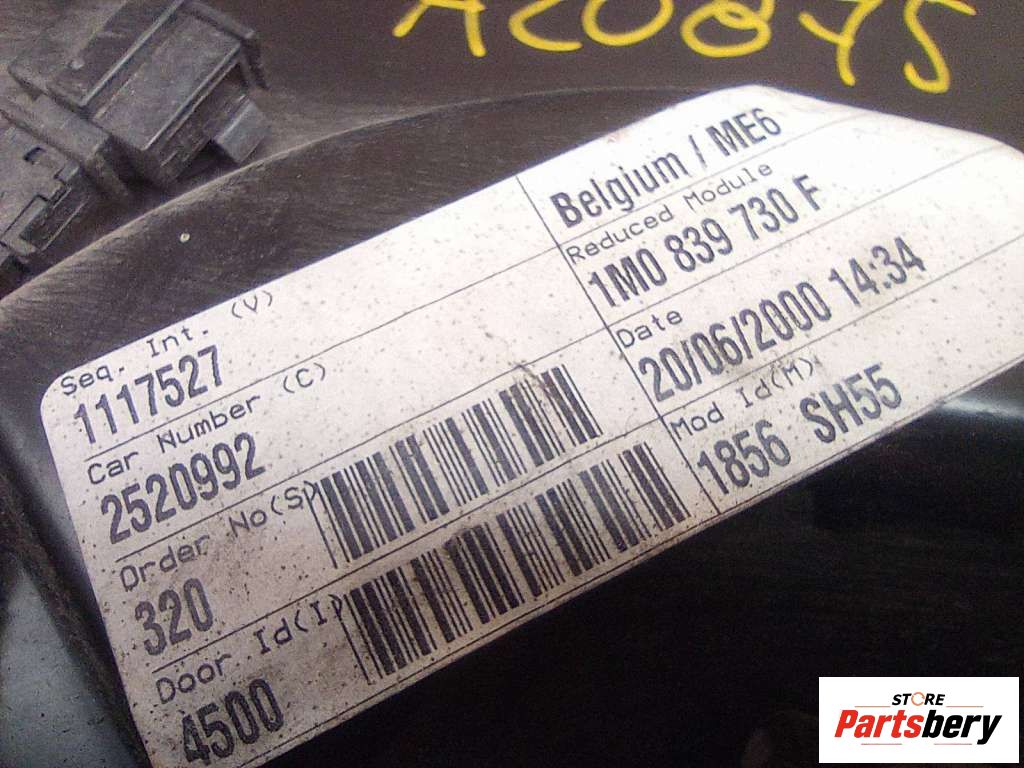 Belgium / ME6
Reduced Module
1M0 839 730 F
Date
20/06/2000 14:34
Mod Id(M)
1856 SH55
Seq. Int. (V)
1117527
Car Number (C)
2520992
Order No(S)
320
Door Id(I)
4500
STORE
Partsbery